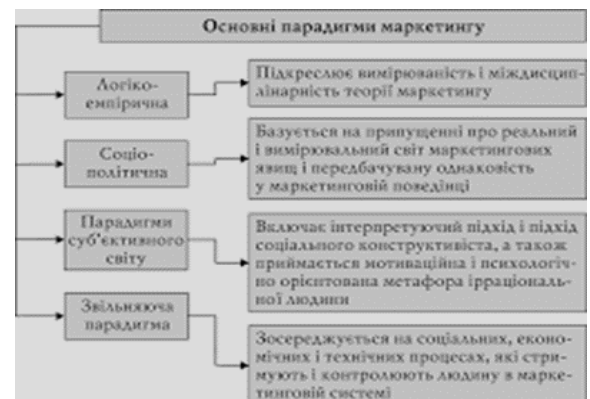 Основні парадигми маркетингу
Логіко-
емпірична
Підкреслює вимірюваність і міждисцип-
лінарність теорії маркетингу
Соціо-
політична
Базується на припущенні про реальний
і вимірювальний світ маркетингових
явищ і передбачувану однаковість
у маркетинговій поведінці
Парадигми
суб'єктивного
світу
Включає інтерпретуючий підхід і підхід
соціального конструктивіста, а також
приймається мотиваційна і психологіч-
но орієнтована метафора ірраціональ-
ної людини
Звільняюча
парадигма
Зосереджується на соціальних, еконо-
мічних і технічних процесах, які стри-
мують і контролюють людину в марке-
тинговій системі